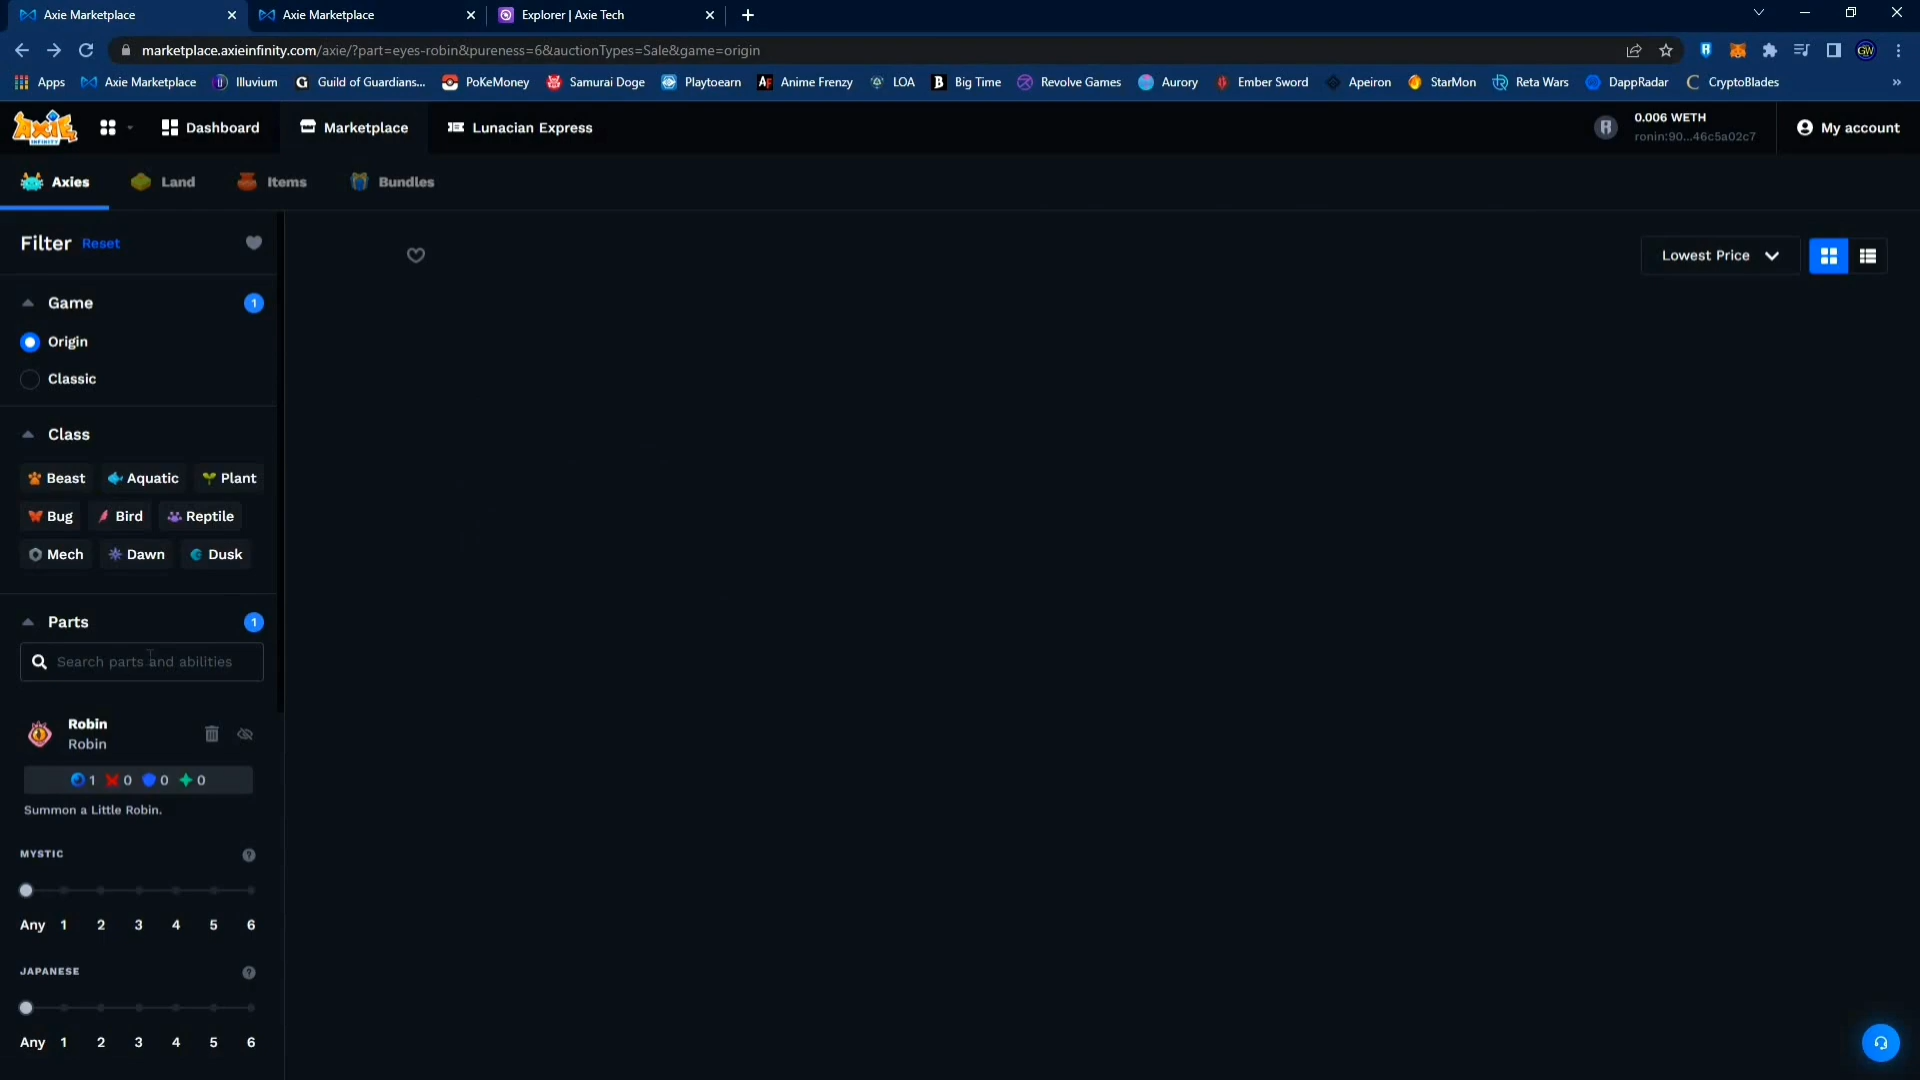 Axie Marketplace
Axie Marketplace
Explorer | Axie Tech
marketplace.axieinfinity.com/axie/?part=eyes-robin&pureness=6&auctionTypes=Sale&game=origin
GW
Apps
Axie Marketplace
Illuvium
Guild of Guardians...
PoKeMoney
Samurai Doge
Playtoearn
Anime Frenzy
LOA
Big Time
Revolve Games
Aurory
Ember Sword
Apeiron
StarMon
Reta Wars
DappRadar
CryptoBlades
AXIE
INFINITY
Dashboard
Marketplace
Lunacian Express
0.006 WETH
ronin:90...46c5a02c7
My account
Axies
Land
Items
Bundles
Filter Reset
Lowest Price
Game 1
Origin
Classic
Class
Beast Aquatic Plant
Bug Bird Reptile
Mech Dawn Dusk
Parts 1
Search parts and abilities
Robin
Robin
1 0 0 0
Summon a Little Robin.
MYSTIC ?
Any 1 2 3 4 5 6
JAPANESE ?
Any 1 2 3 4 5 6